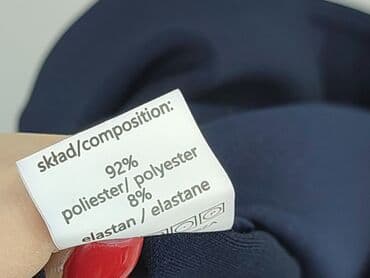 skład/composition:
92%
poliester/ polyester
8%
elastan / elastane